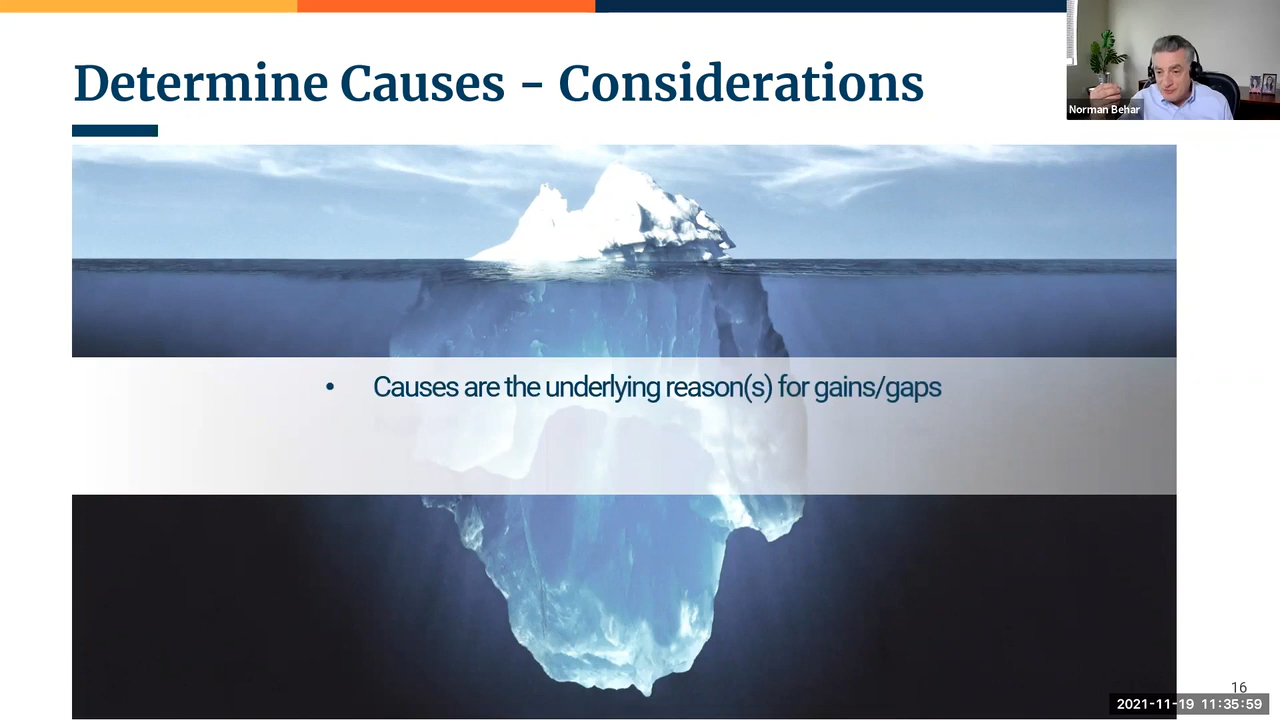 Determine Causes - Considerations
Norman Behar
• Causes are the underlying reason(s) for gains/gaps
16
2021-11-19 11:35:59